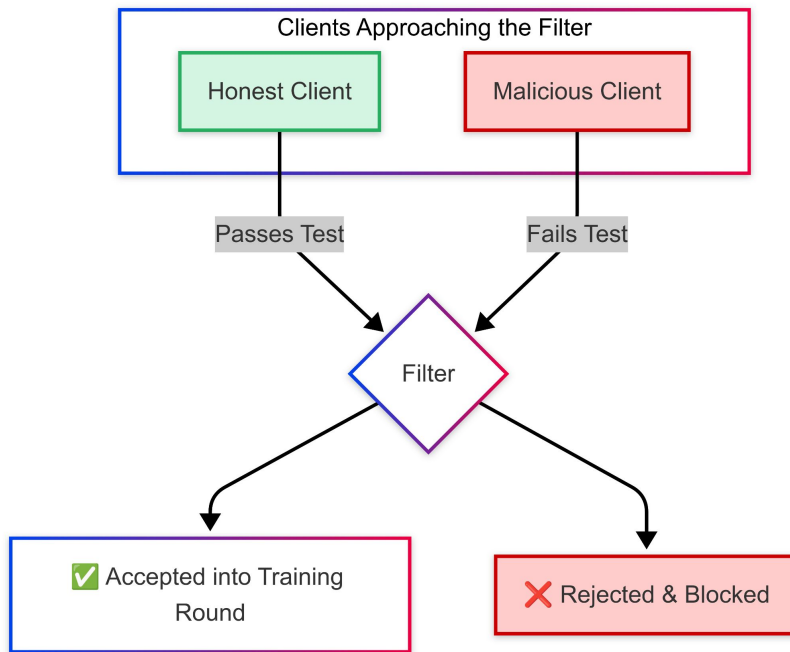 Clients Approaching the Filter
Honest Client
Malicious Client
Passes Test
Fails Test
Filter
✅ Accepted into Training
Round
❌ Rejected & Blocked